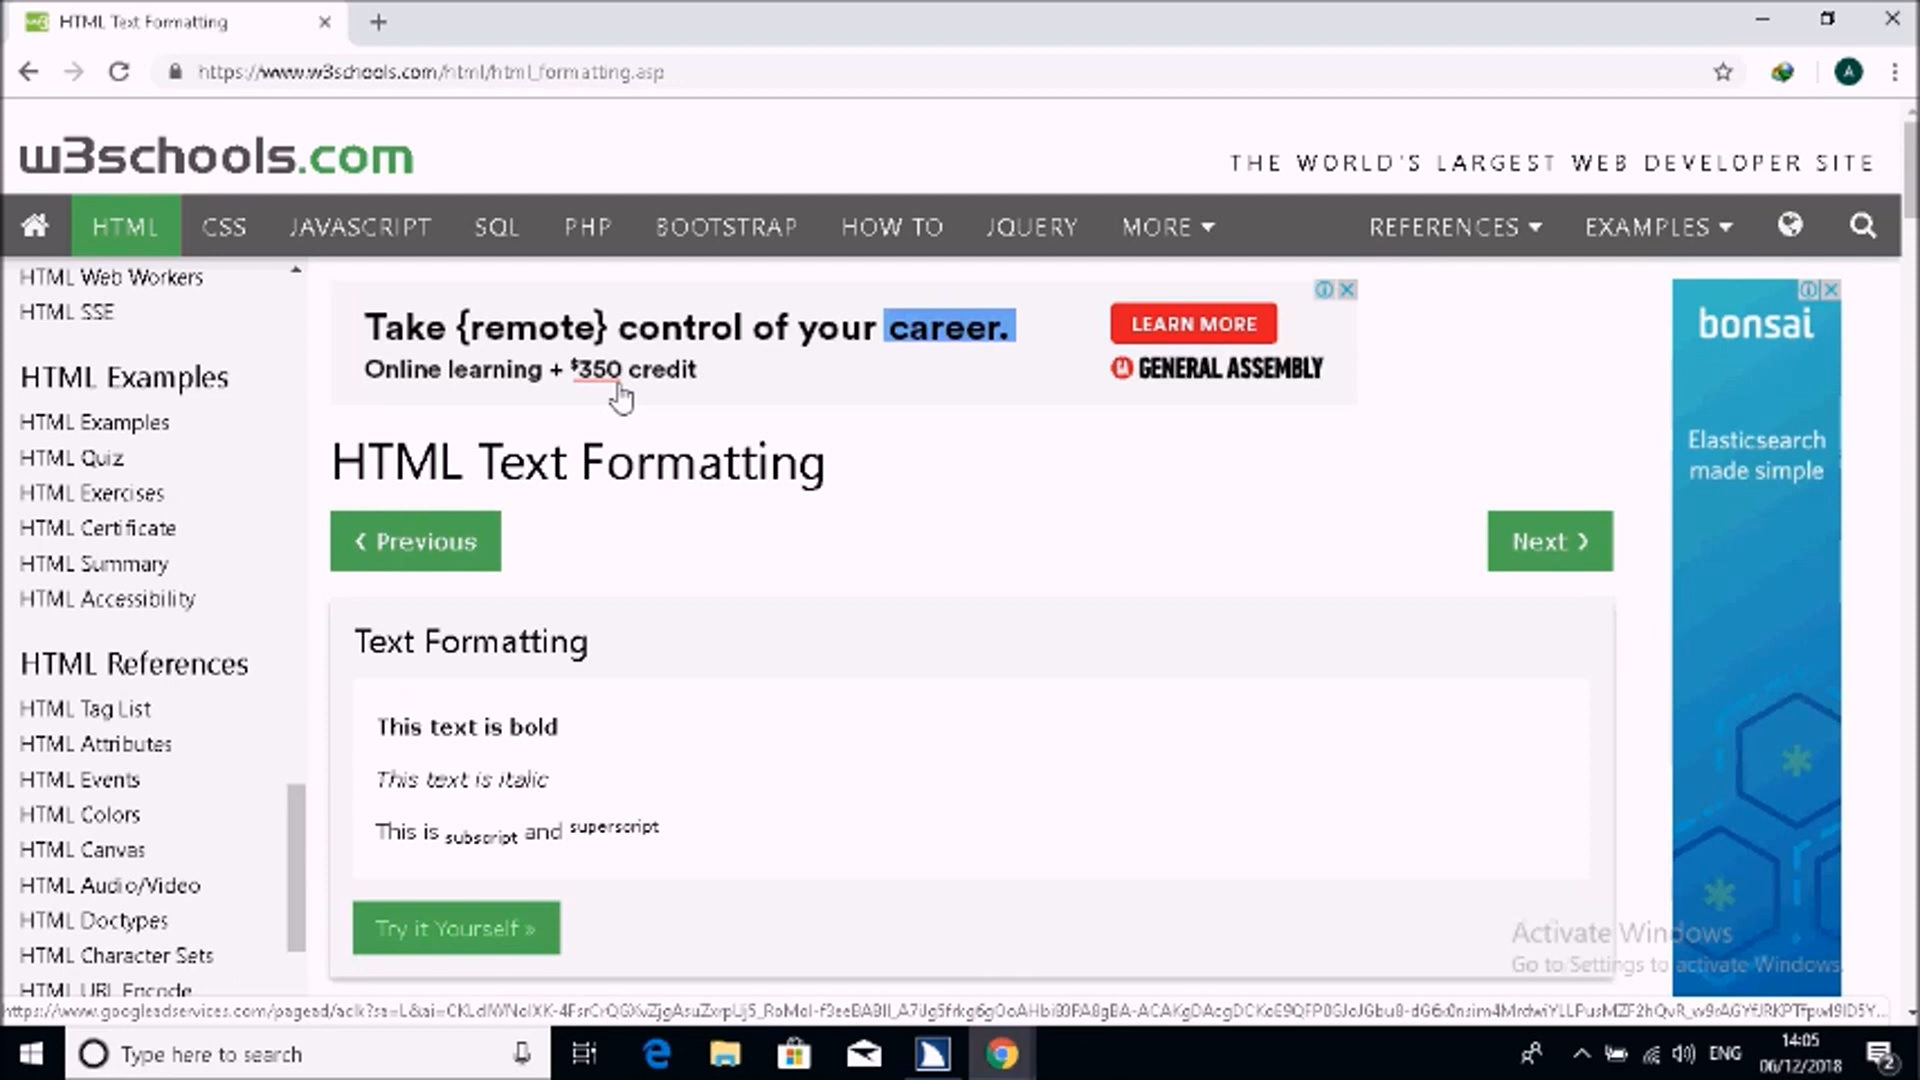 HTML Text Formatting
https://www.w3schools.com/html/html_formatting.asp
A
w3schools.com
THE WORLD'S LARGEST WEB DEVELOPER SITE
HTML CSS JAVASCRIPT SQL PHP BOOTSTRAP HOW TO JQUERY MORE REFERENCES EXAMPLES
HTML Web Workers
HTML SSE
HTML Examples
HTML Examples
HTML Quiz
HTML Exercises
HTML Certificate
HTML Summary
HTML Accessibility
HTML References
HTML Tag List
HTML Attributes
HTML Events
HTML Colors
HTML Canvas
HTML Audio/Video
HTML Doctypes
HTML Character Sets
HTML URL Encode
Take {remote} control of your career.
Online learning + $350 credit
LEARN MORE
GENERAL ASSEMBLY
HTML Text Formatting
❮ Previous
Next ❯
Text Formatting
This text is bold
This text is italic
This is subscript and superscript
Try it Yourself »
bonsai
Elasticsearch
made simple
Activate Windows
Go to Settings to activate Windows.
Type here to search
ENG
14:05
06/12/2018
2